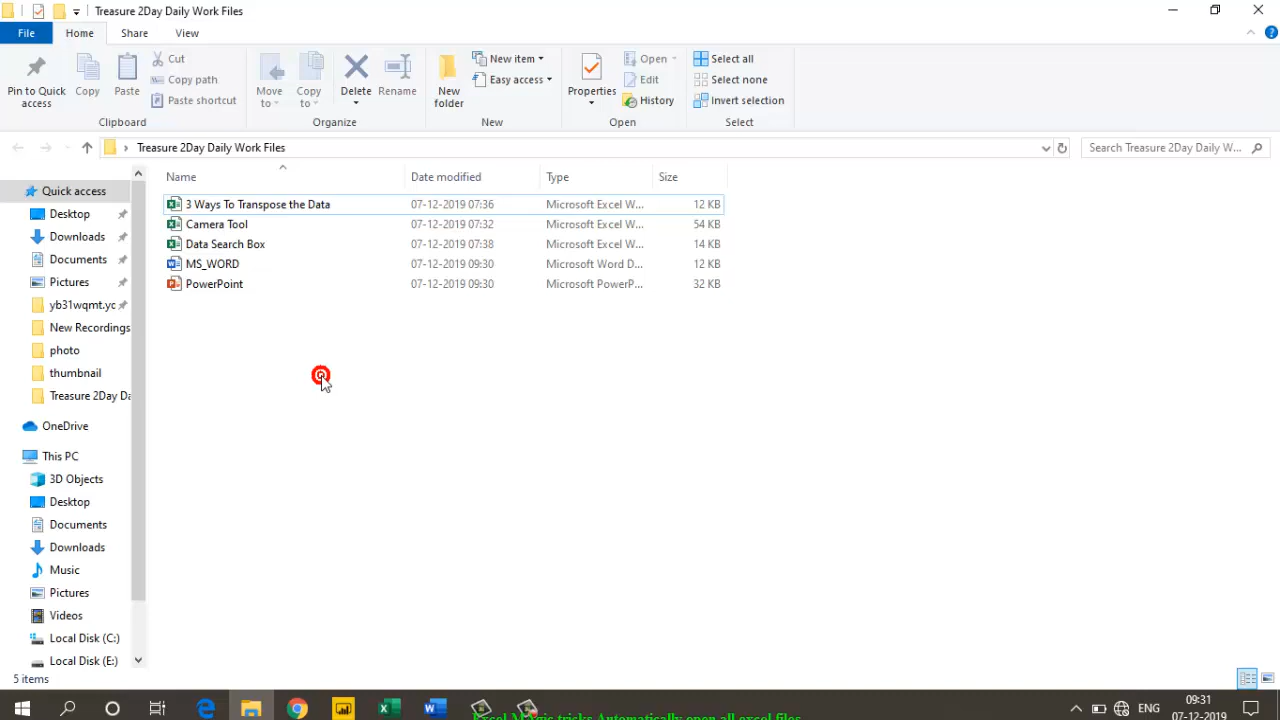 Treasure 2Day Daily Work Files
File Home Share View
Pin to Quick access
Copy
Paste
Cut
Copy path
Paste shortcut
Clipboard
Move to
Copy to
Delete
Rename
Organize
New folder
New item
Easy access
New
Properties
Open
Edit
History
Open
Select all
Select none
Invert selection
Select
Treasure 2Day Daily Work Files
Search Treasure 2Day Daily W...
Name Date modified Type Size
3 Ways To Transpose the Data 07-12-2019 07:36 Microsoft Excel W... 12 KB
Camera Tool 07-12-2019 07:32 Microsoft Excel W... 54 KB
Data Search Box 07-12-2019 07:38 Microsoft Excel W... 14 KB
MS_WORD 07-12-2019 09:30 Microsoft Word D... 12 KB
PowerPoint 07-12-2019 09:30 Microsoft PowerP... 32 KB
Quick access
Desktop
Downloads
Documents
Pictures
yb31wqmt.yc
New Recordings
photo
thumbnail
Treasure 2Day Da
OneDrive
This PC
3D Objects
Desktop
Documents
Downloads
Music
Pictures
Videos
Local Disk (C:)
Local Disk (E:)
5 items
Excel Magic tricks Automatically open all excel files
ENG
09:31
07-12-2019